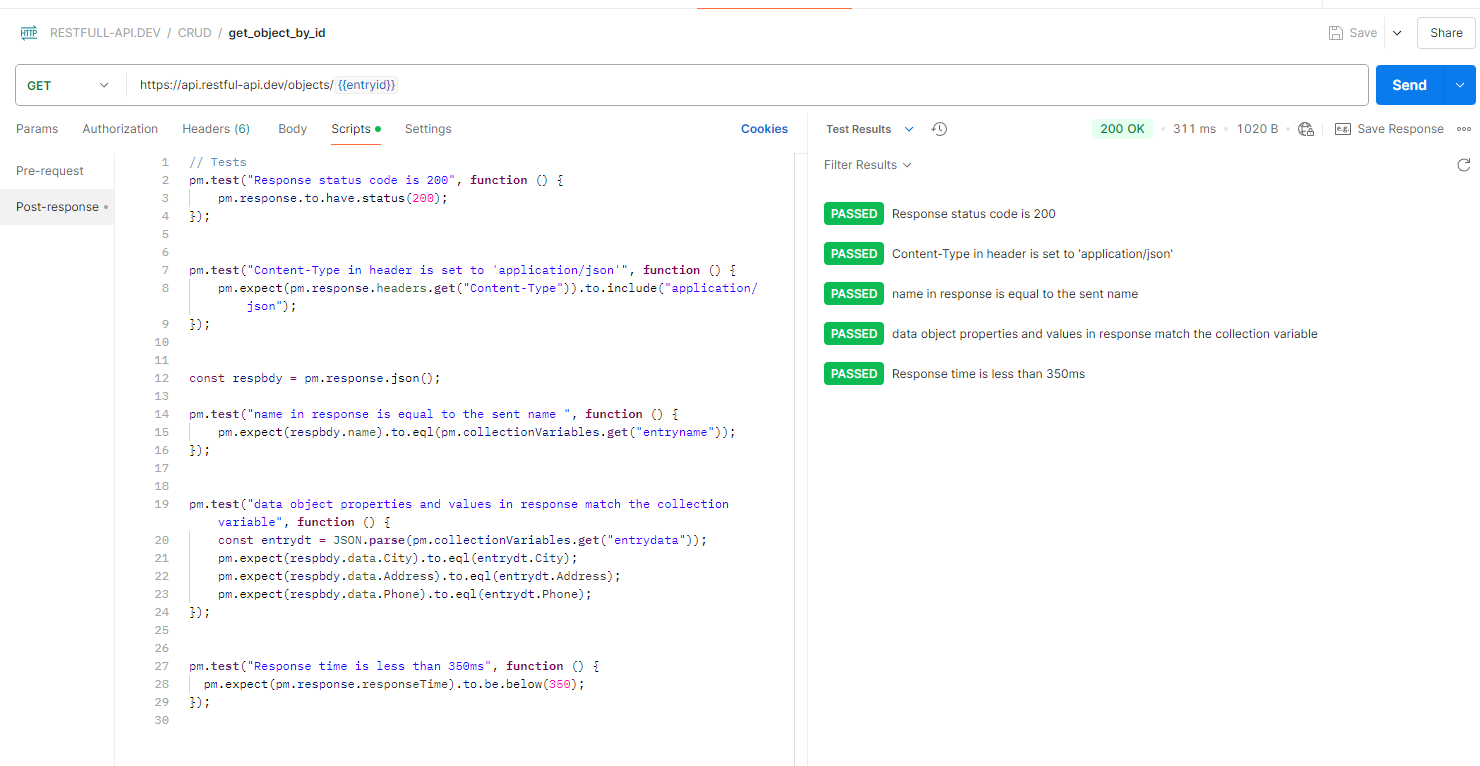 HTTP RESTFULL-API.DEV / CRUD / get_object_by_id
Save
Share
GET
https://api.restful-api.dev/objects/ {{entryid}}
Send
Params Authorization Headers (6) Body Scripts Settings Cookies
Pre-request
Post-response
1 // Tests
2 pm.test("Response status code is 200", function () {
3 pm.response.to.have.status(200);
4 });
5
6
7 pm.test("Content-Type in header is set to 'application/json'", function () {
8 pm.expect(pm.response.headers.get("Content-Type")).to.include("application/
json");
9 });
10
11
12 const respbdy = pm.response.json();
13
14 pm.test("name in response is equal to the sent name ", function () {
15 pm.expect(respbdy.name).to.eql(pm.collectionVariables.get("entryname"));
16 });
17
18
19 pm.test("data object properties and values in response match the collection
variable", function () {
20 const entrydt = JSON.parse(pm.collectionVariables.get("entrydata"));
21 pm.expect(respbdy.data.City).to.eql(entrydt.City);
22 pm.expect(respbdy.data.Address).to.eql(entrydt.Address);
23 pm.expect(respbdy.data.Phone).to.eql(entrydt.Phone);
24 });
25
26
27 pm.test("Response time is less than 350ms", function () {
28 pm.expect(pm.response.responseTime).to.be.below(350);
29 });
30
Test Results
200 OK 311 ms 1020 B e.g. Save Response
Filter Results
PASSED Response status code is 200
PASSED Content-Type in header is set to 'application/json'
PASSED name in response is equal to the sent name
PASSED data object properties and values in response match the collection variable
PASSED Response time is less than 350ms